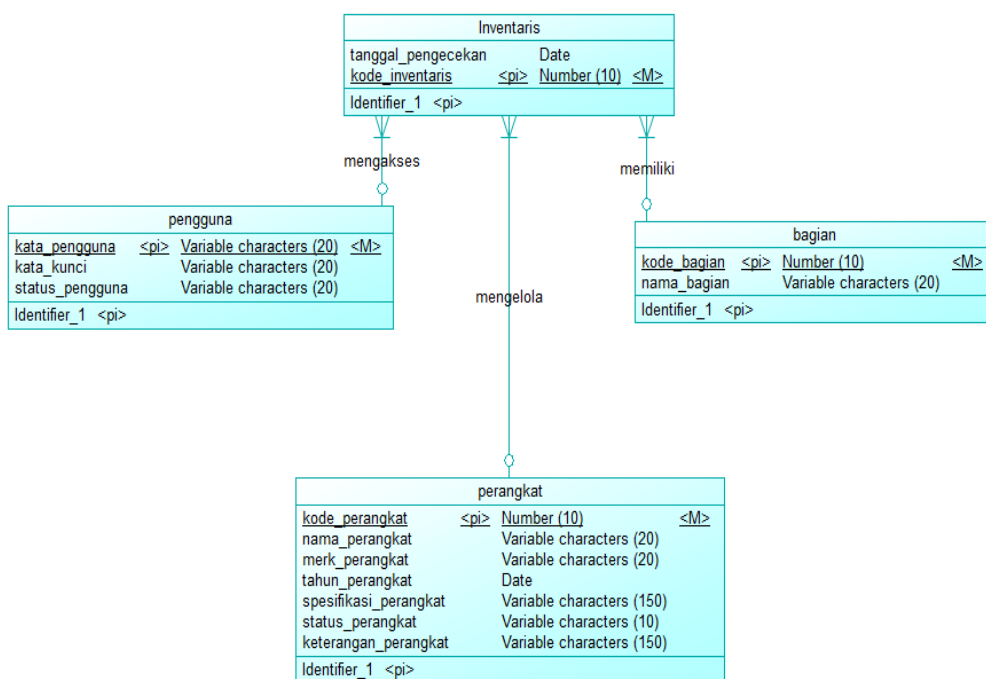 Inventaris
tanggal_pengecekan Date
kode_inventaris <pi> Number (10) <M>
Identifier_1 <pi>
mengakses
memiliki
pengguna
kata_pengguna <pi> Variable characters (20) <M>
kata_kunci Variable characters (20)
status_pengguna Variable characters (20)
Identifier_1 <pi>
bagian
kode_bagian <pi> Number (10) <M>
nama_bagian Variable characters (20)
Identifier_1 <pi>
mengelola
perangkat
kode_perangkat <pi> Number (10) <M>
nama_perangkat Variable characters (20)
merk_perangkat Variable characters (20)
tahun_perangkat Date
spesifikasi_perangkat Variable characters (150)
status_perangkat Variable characters (10)
keterangan_perangkat Variable characters (150)
Identifier_1 <pi>